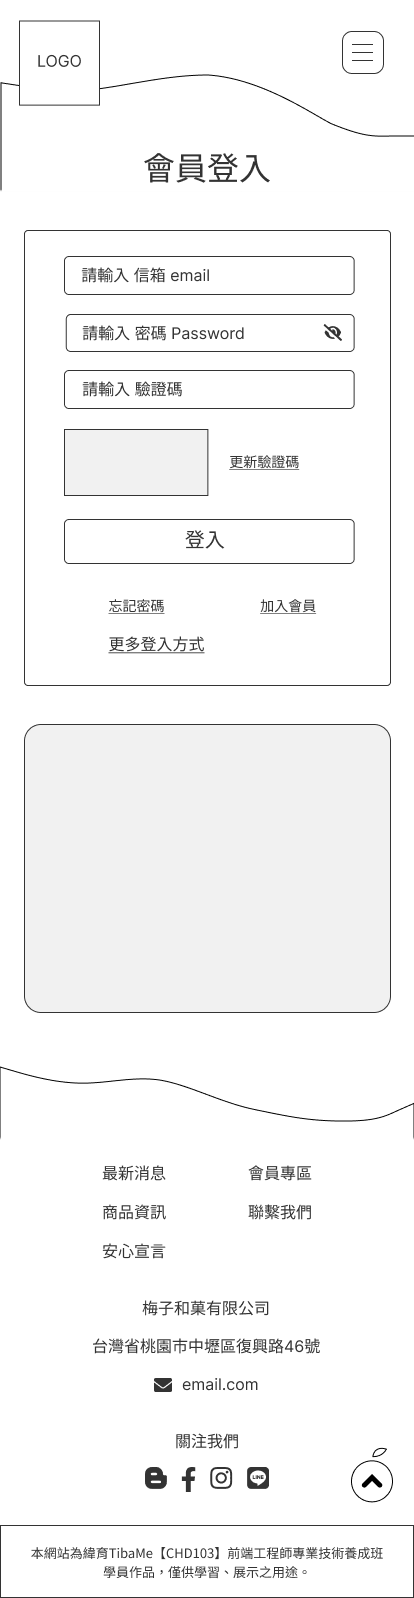 LOGO
會員登入
請輸入 信箱 email
請輸入 密碼 Password
請輸入 驗證碼
更新驗證碼
登入
忘記密碼
加入會員
更多登入方式
最新消息
會員專區
商品資訊
聯繫我們
安心宣言
梅子和菓有限公司
台灣省桃園市中壢區復興路46號
email.com
關注我們
LINE
本網站為緯育TibaMe【CHD103】前端工程師專業技術養成班
學員作品，僅供學習、展示之用途。